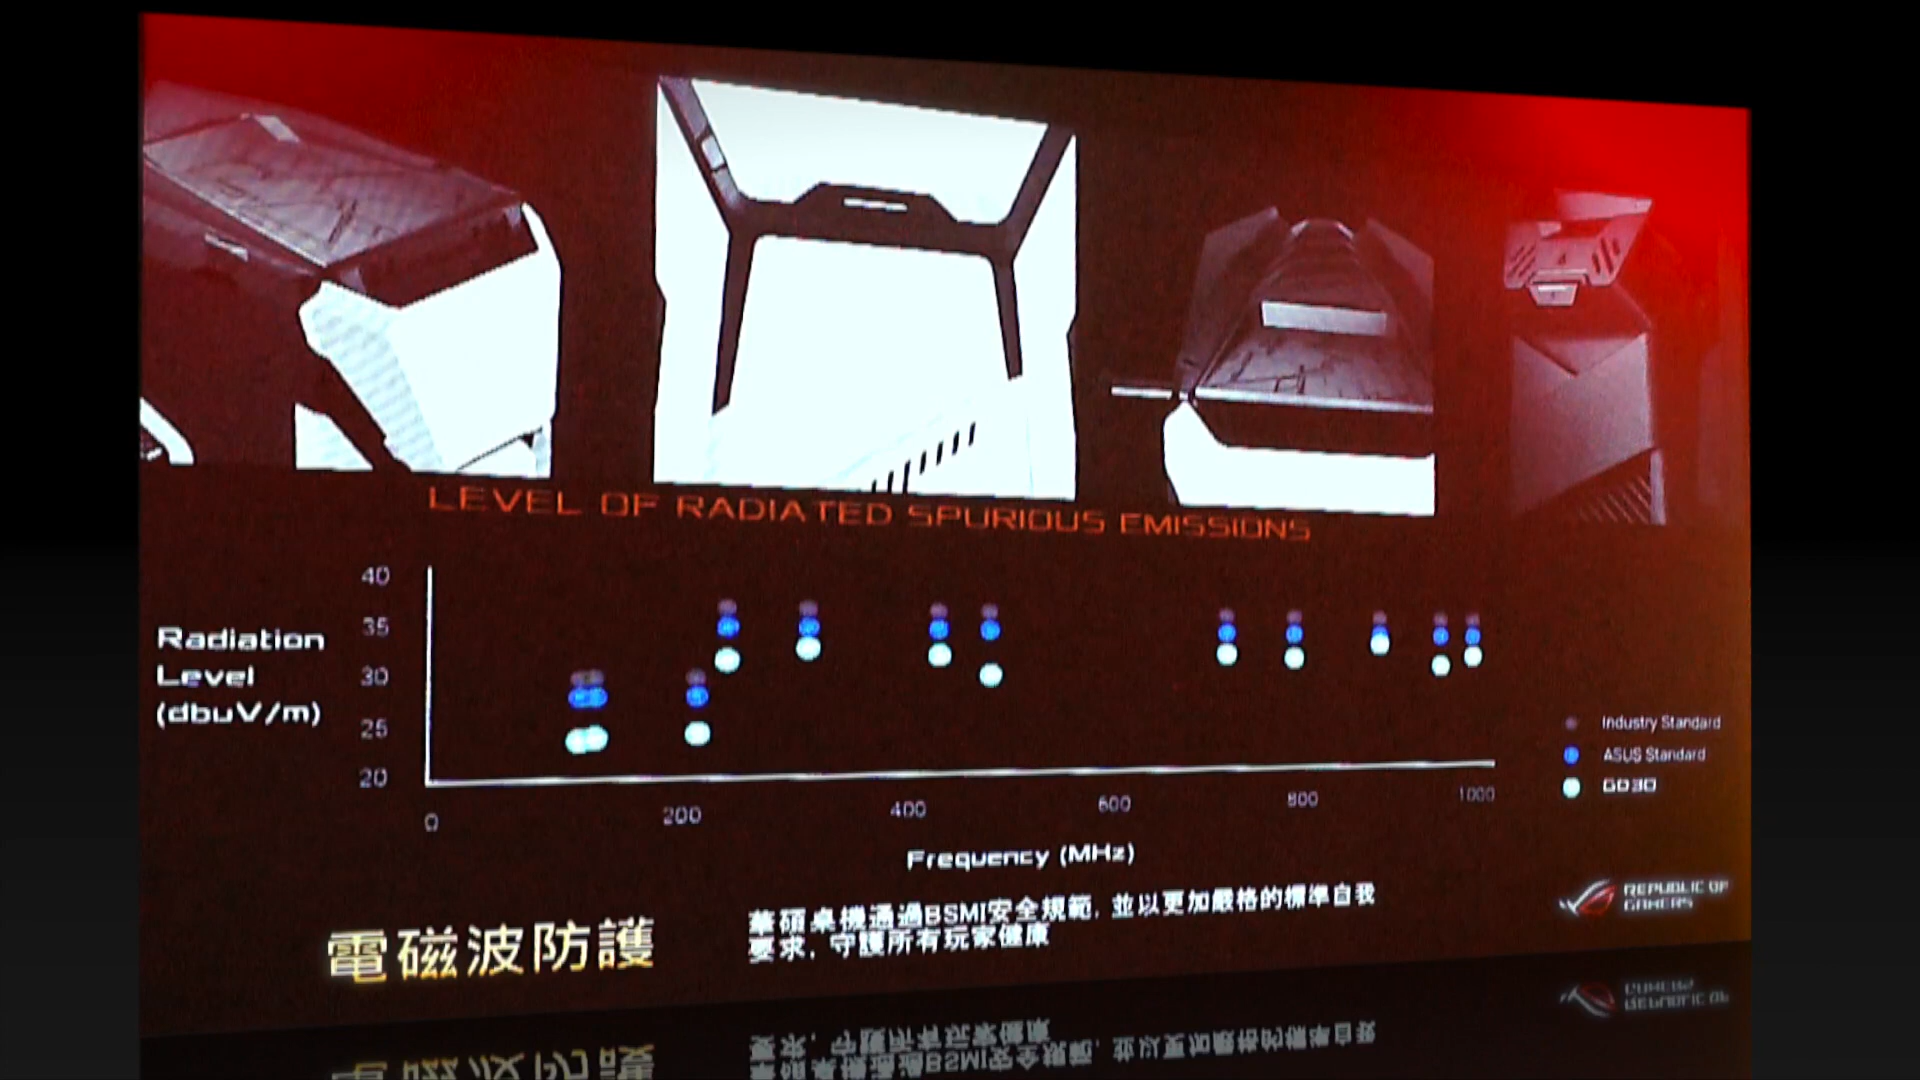 LEVEL OF RADIATED SPURIOUS EMISSIONS
40
35
30
25
20
Radiation
Level
(dbuV/m)
0
200
400
600
800
1000
Frequency (MHz)
Industry Standard
ASUS Standard
GD30
電磁波防護
華碩桌機通過BSMI安全規範, 並以更加嚴格的標準自我
要求, 守護所有玩家健康
REPUBLIC OF
GAMERS